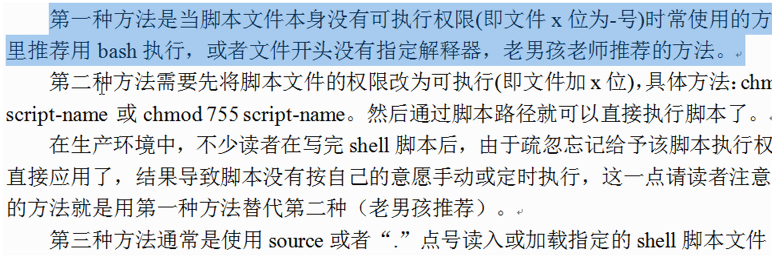 第一种方法是当脚本文件本身没有可执行权限(即文件 x 位为-号)时常使用的方
里推荐用 bash 执行，或者文件开头没有指定解释器，老男孩老师推荐的方法。
第二种方法需要先将脚本文件的权限改为可执行(即文件加 x 位)，具体方法：chm
script-name 或 chmod 755 script-name。然后通过脚本路径就可以直接执行脚本了。
在生产环境中，不少读者在写完 shell 脚本后，由于疏忽忘记给予该脚本执行权
直接应用了，结果导致脚本没有按自己的意愿手动或定时执行，这一点请读者注意
的方法就是用第一种方法替代第二种（老男孩推荐）。
第三种方法通常是使用 source 或者“.”点号读入或加载指定的 shell 脚本文件